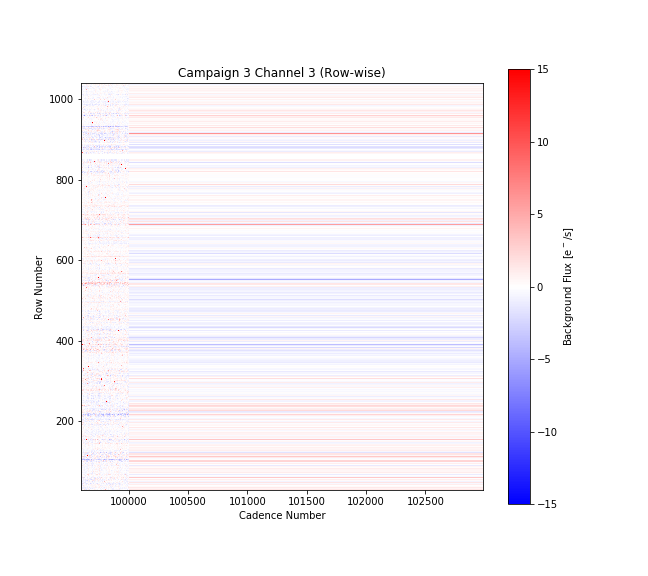 Campaign 3 Channel 3 (Row-wise)
1000
800
600
400
200
Row Number
100000 100500 101000 101500 102000 102500
Cadence Number
15
10
5
0
−5
−10
−15
Background Flux [e⁻/s]